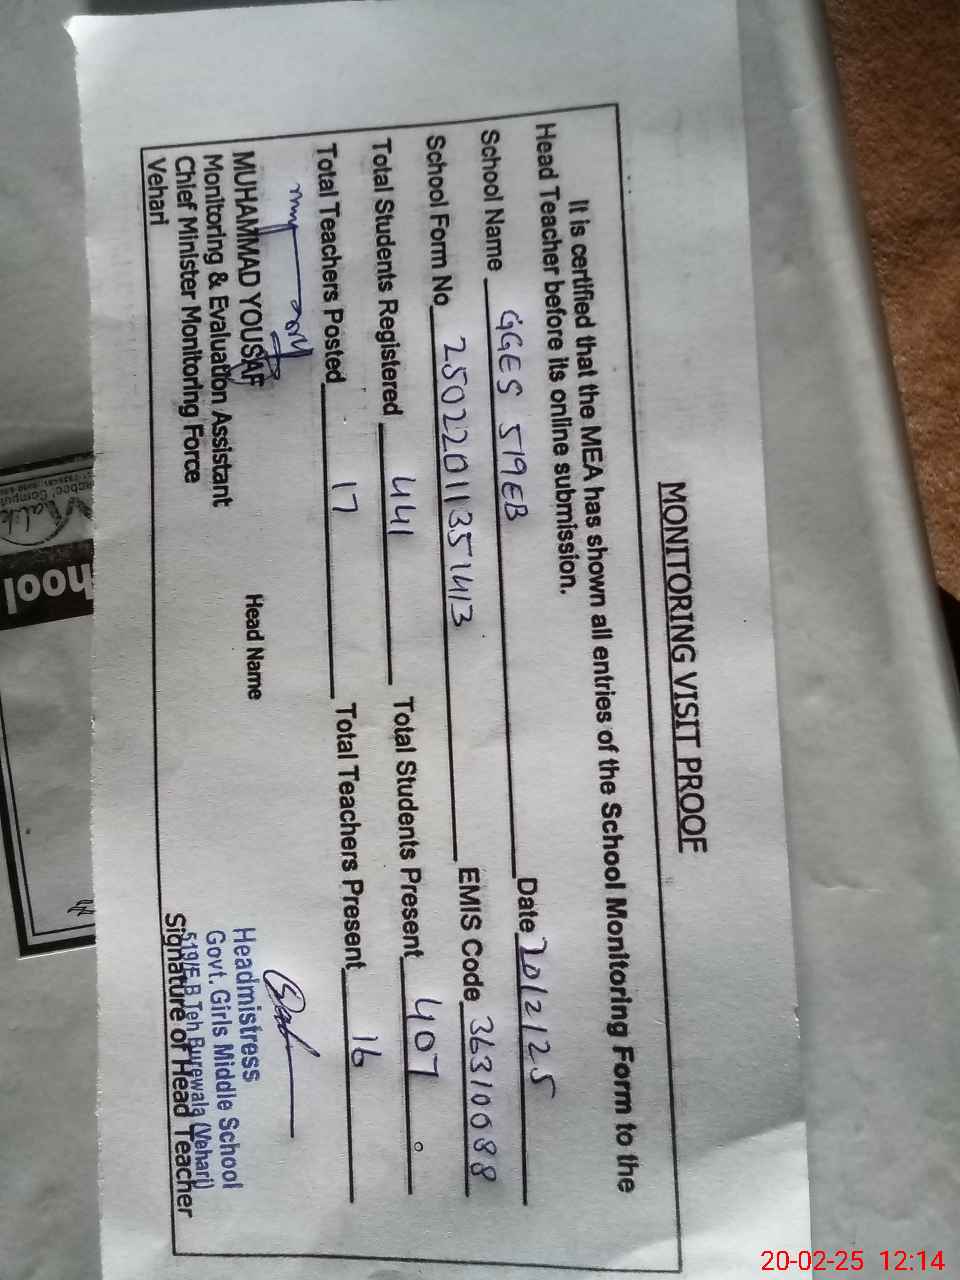 MONITORING VISIT PROOF
It is certified that the MEA has shown all entries of the School Monitoring Form to the
Head Teacher before its online submission.
School Name GGES 519EB Date 20/2/25
School Form No 25022011351413 EMIS Code 36310088
Total Students Registered 441 Total Students Present 407
Total Teachers Posted 17 Total Teachers Present 16
MUHAMMAD YOUSAF
Monitoring & Evaluation Assistant
Chief Minister Monitoring Force
Vehari
Head Name
Headmistress
Govt. Girls Middle School
519/E.B Teh Burewala (Vehari)
Signature of Head Teacher
hool
20-02-25 12:14